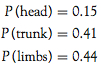 P(head) = 0.15
P(trunk) = 0.41
P(limbs) = 0.44